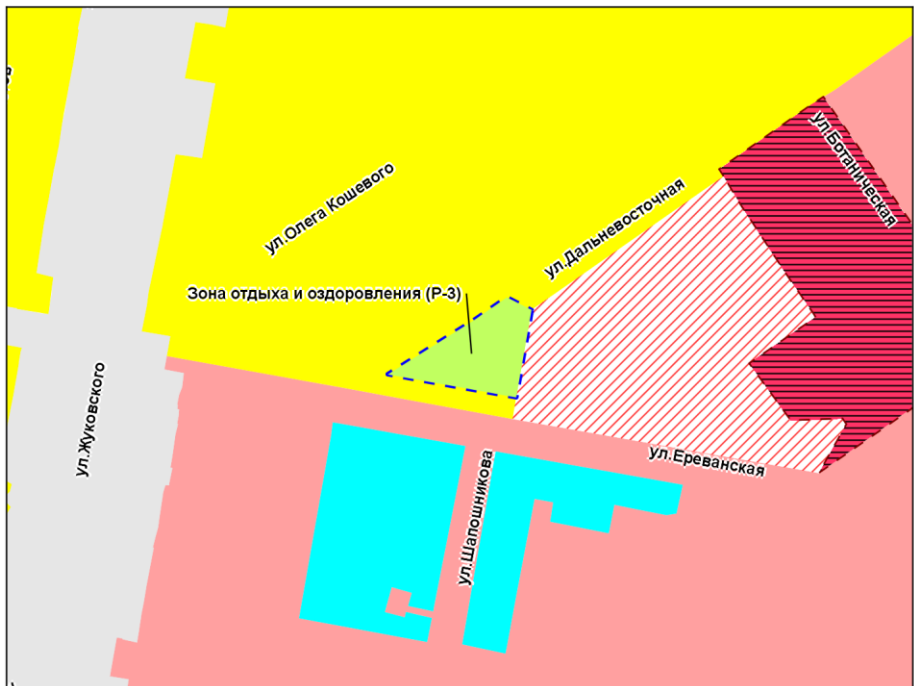 ул.Ботаническая
ул.Олега Кошевого
ул.Дальневосточная
Зона отдыха и оздоровления (Р-3)
ул.Жуковского
ул.Ереванская
ул.Шапошникова